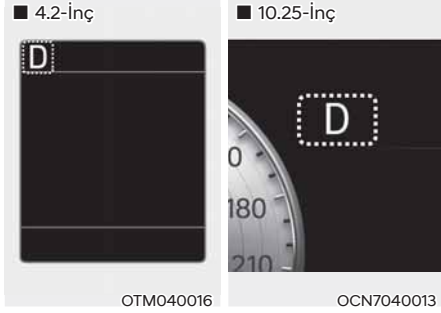 ■ 4.2-İnç
D
OTM040016
■ 10.25-İnç
D
0
180
210
OCN7040013